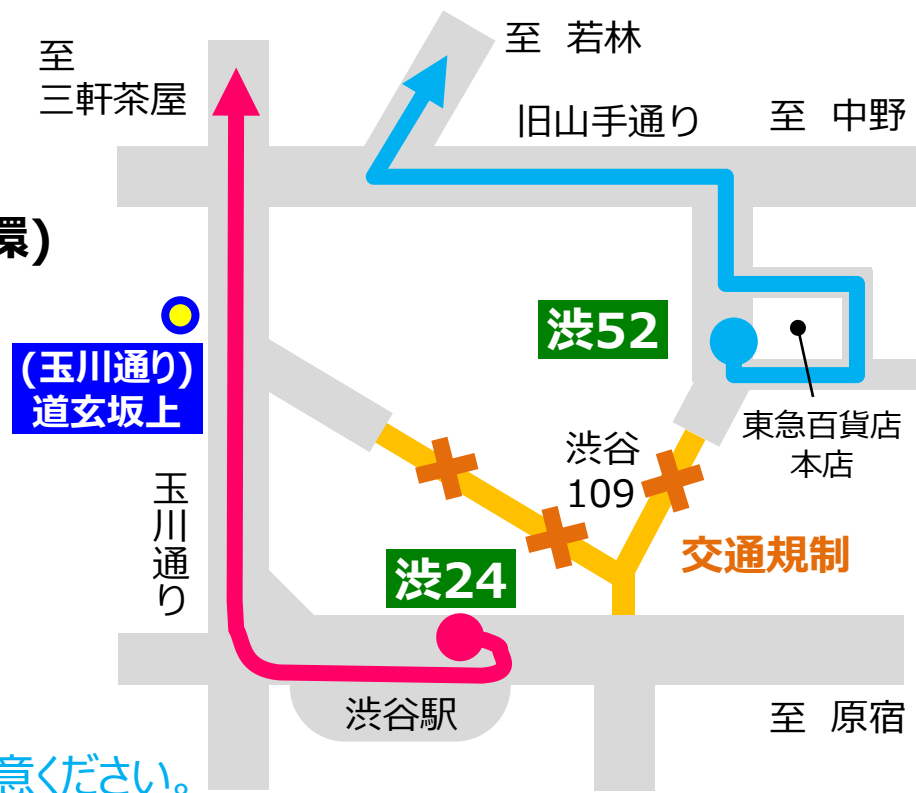 至
三軒茶屋
至 若林
旧山手通り
至 中野
環)
渋52
(玉川通り)
道玄坂上
東急百貨店
本店
渋谷
109
玉川通り
交通規制
渋24
渋谷駅
至 原宿
意ください。